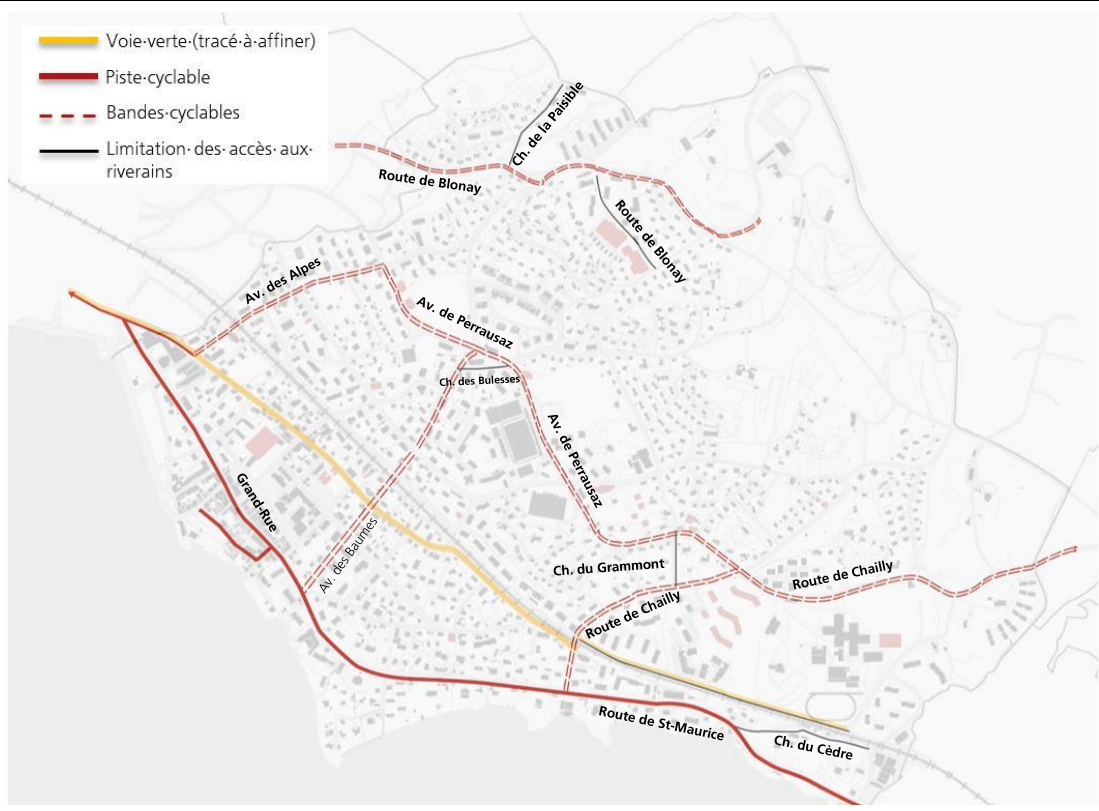 Voie·verte·(tracé·à·affiner)
Piste·cyclable
Bandes·cyclables
Limitation·des·accès·aux·
riverains
Ch. de la Paisible
Route de Blonay
Route de Blonay
Av. des Alpes
Av. de Perrausaz
Ch. des Bulesses
Av. de Perrausaz
Grand-Rue
Av. des Baumes
Ch. du Grammont
Route de Chailly
Route de Chailly
Route de St-Maurice
Ch. du Cèdre